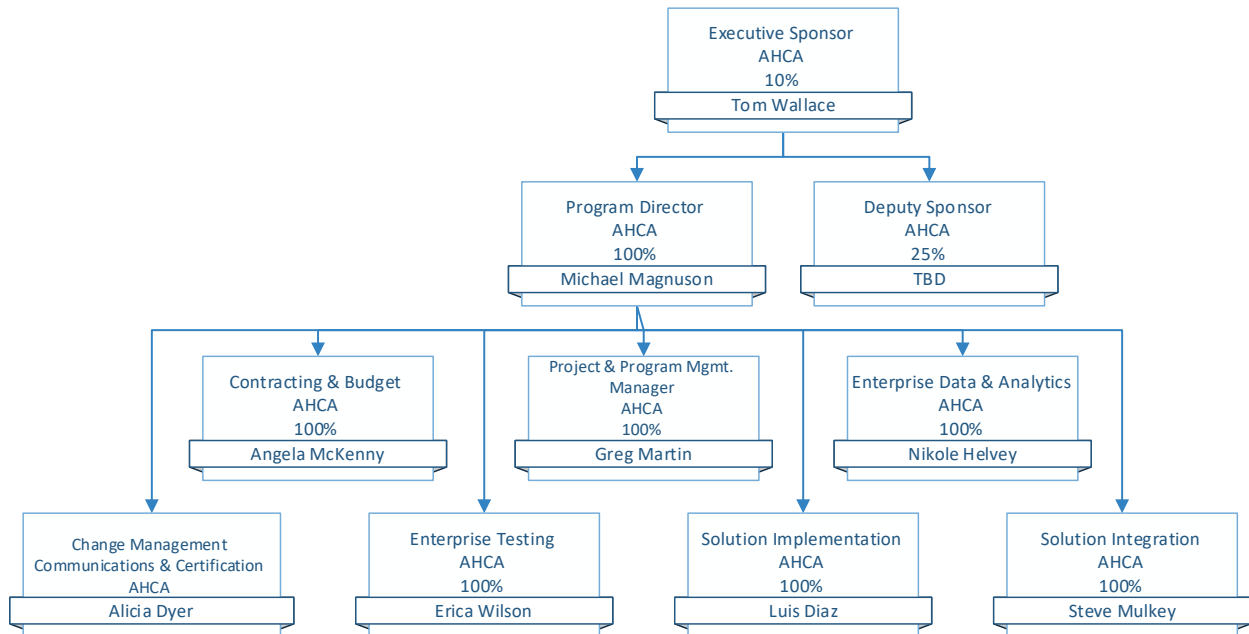 Executive Sponsor
AHCA
10%
Tom Wallace
Program Director
AHCA
100%
Michael Magnuson
Deputy Sponsor
AHCA
25%
TBD
Contracting & Budget
AHCA
100%
Angela McKenny
Project & Program Mgmt.
Manager
AHCA
100%
Greg Martin
Enterprise Data & Analytics
AHCA
100%
Nikole Helvey
Change Management
Communications & Certification
AHCA
Alicia Dyer
Enterprise Testing
AHCA
100%
Erica Wilson
Solution Implementation
AHCA
100%
Luis Diaz
Solution Integration
AHCA
100%
Steve Mulkey